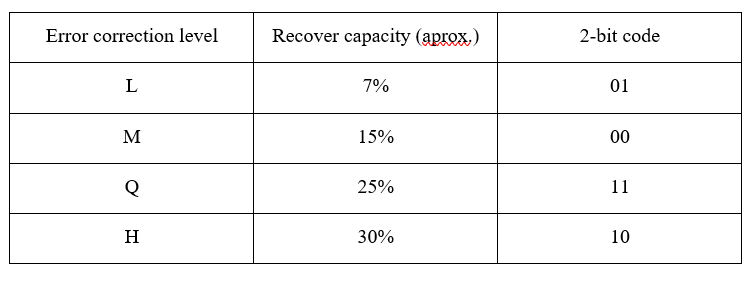 Error correction level Recover capacity (aprox.) 2-bit code
L 7% 01
M 15% 00
Q 25% 11
H 30% 10